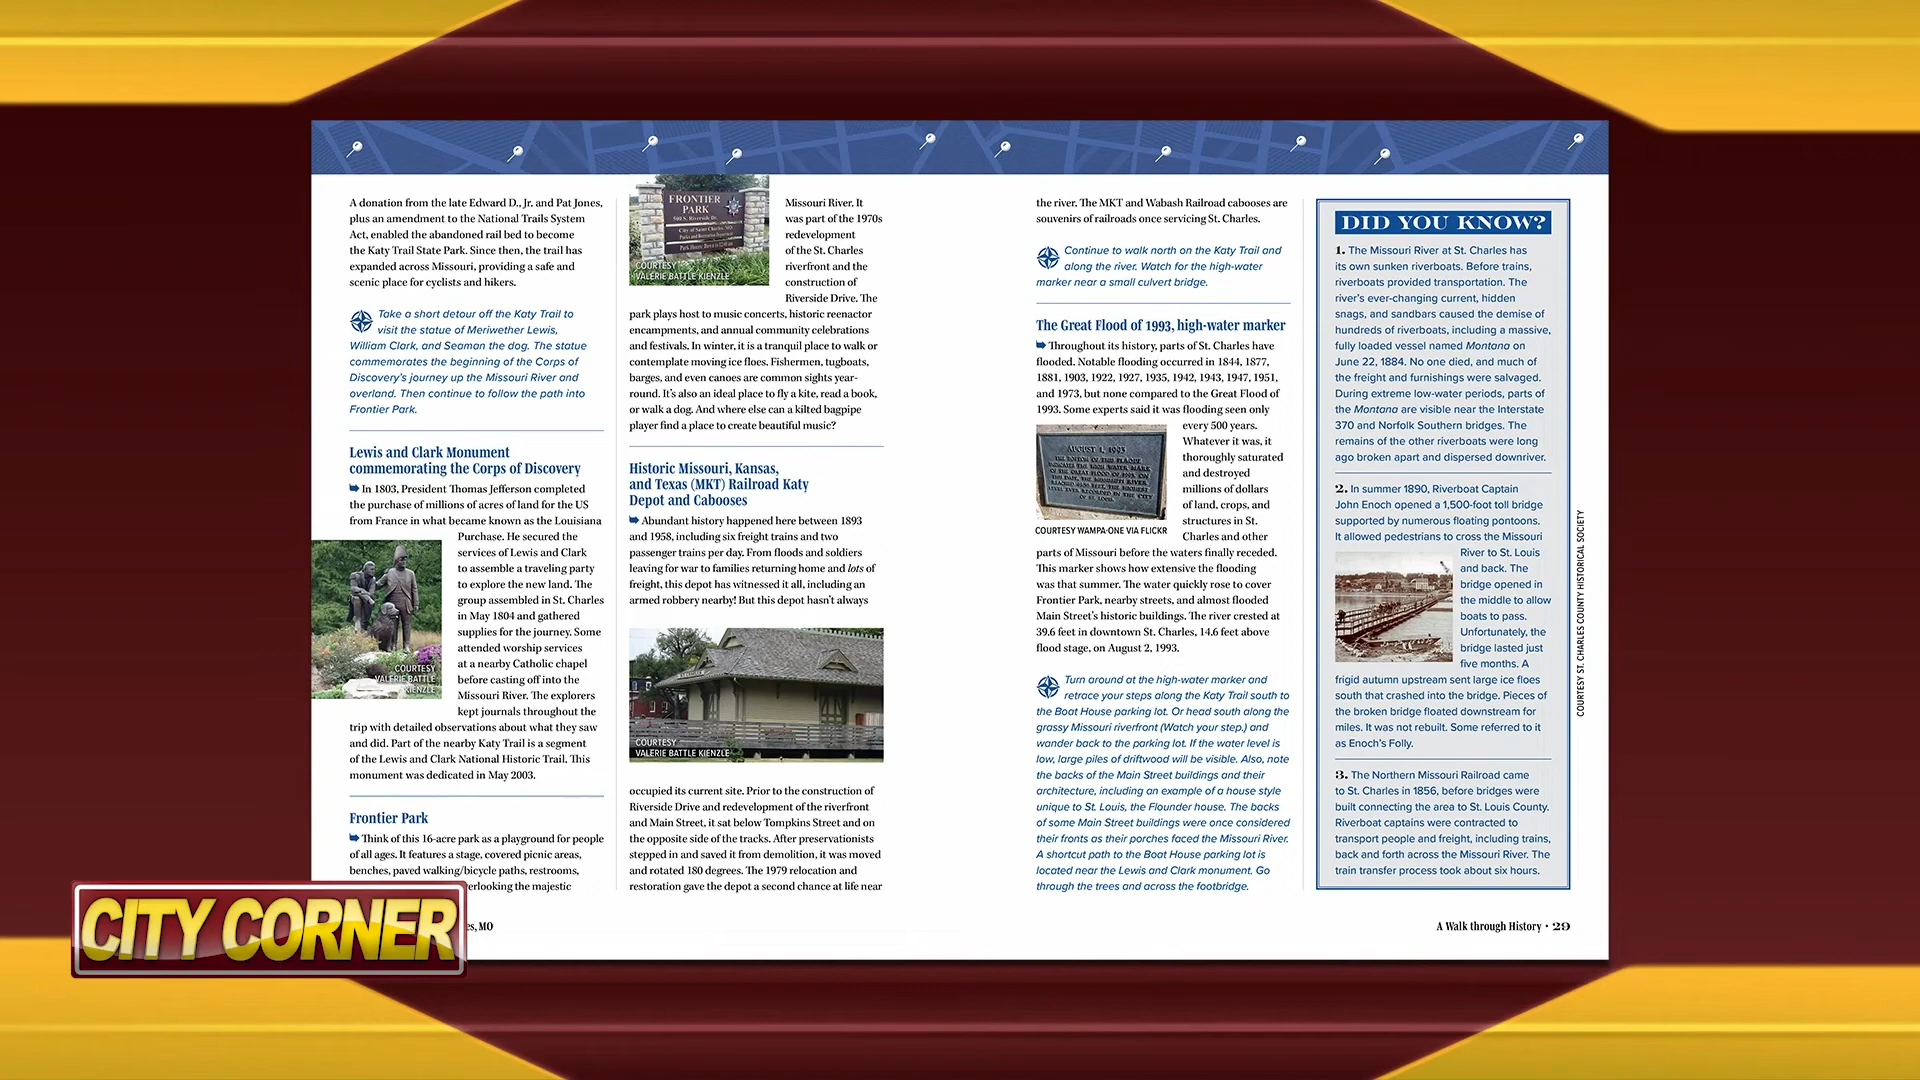 A donation from the late Edward D., Jr. and Pat Jones,
plus an amendment to the National Trails System
Act, enabled the abandoned rail bed to become
the Katy Trail State Park. Since then, the trail has
expanded across Missouri, providing a safe and
scenic place for cyclists and hikers.
Take a short detour off the Katy Trail to
visit the statue of Meriwether Lewis,
William Clark, and Seaman the dog. The statue
commemorates the beginning of the Corps of
Discovery's journey up the Missouri River and
overland. Then continue to follow the path into
Frontier Park.
Lewis and Clark Monument
commemorating the Corps of Discovery
In 1803, President Thomas Jefferson completed
the purchase of millions of acres of land for the US
from France in what became known as the Louisiana
Purchase. He secured the
services of Lewis and Clark
to assemble a traveling party
to explore the new land. The
group assembled in St. Charles
in May 1804 and gathered
supplies for the journey. Some
attended worship services
at a nearby Catholic chapel
before casting off into the
Missouri River. The explorers
kept journals throughout the
COURTESY
VALERIE BATTLE
KIENZLE
trip with detailed observations about what they saw
and did. Part of the nearby Katy Trail is a segment
of the Lewis and Clark National Historic Trail. This
monument was dedicated in May 2003.
Frontier Park
Think of this 16-acre park as a playground for people
of all ages. It features a stage, covered picnic areas,
benches, paved walking/bicycle paths, restrooms,
erlooking the majestic
es, MO
CITY CORNER
FRONTIER
PARK
500 S. Riverside Dr.
City of Saint Charles, MO.
Parks and Recreation Department
COURTESY
VALERIE BATTLE KIENZLE
Missouri River. It
was part of the 1970s
redevelopment
of the St. Charles
riverfront and the
construction of
Riverside Drive. The
park plays host to music concerts, historic reenactor
encampments, and annual community celebrations
and festivals. In winter, it is a tranquil place to walk or
contemplate moving ice floes. Fishermen, tugboats,
barges, and even canoes are common sights year-
round. It's also an ideal place to fly a kite, read a book,
or walk a dog. And where else can a kilted bagpipe
player find a place to create beautiful music?
Historic Missouri, Kansas,
and Texas (MKT) Railroad Katy
Depot and Cabooses
Abundant history happened here between 1893
and 1958, including six freight trains and two
passenger trains per day. From floods and soldiers
leaving for war to families returning home and lots of
freight, this depot has witnessed it all, including an
armed robbery nearby! But this depot hasn't always
COURTESY
VALERIE BATTLE KIENZLE
occupied its current site. Prior to the construction of
Riverside Drive and redevelopment of the riverfront
and Main Street, it sat below Tompkins Street and on
the opposite side of the tracks. After preservationists
stepped in and saved it from demolition, it was moved
and rotated 180 degrees. The 1979 relocation and
restoration gave the depot a second chance at life near
the river. The MKT and Wabash Railroad cabooses are
souvenirs of railroads once servicing St. Charles.
Continue to walk north on the Katy Trail and
along the river. Watch for the high-water
marker near a small culvert bridge.
The Great Flood of 1993, high-water marker
Throughout its history, parts of St. Charles have
flooded. Notable flooding occurred in 1844, 1877,
1881, 1903, 1922, 1927, 1935, 1942, 1943, 1947, 1951,
and 1973, but none compared to the Great Flood of
1993. Some experts said it was flooding seen only
every 500 years.
Whatever it was, it
thoroughly saturated
and destroyed
millions of dollars
of land, crops, and
structures in St.
Charles and other
AUGUST 1, 1993
COURTESY WAMPA-ONE VIA FLICKR
parts of Missouri before the waters finally receded.
This marker shows how extensive the flooding
was that summer. The water quickly rose to cover
Frontier Park, nearby streets, and almost flooded
Main Street's historic buildings. The river crested at
39.6 feet in downtown St. Charles, 14.6 feet above
flood stage, on August 2, 1993.
Turn around at the high-water marker and
retrace your steps along the Katy Trail south to
the Boat House parking lot. Or head south along the
grassy Missouri riverfront (Watch your step.) and
wander back to the parking lot. If the water level is
low, large piles of driftwood will be visible. Also, note
the backs of the Main Street buildings and their
architecture, including an example of a house style
unique to St. Louis, the Flounder house. The backs
of some Main Street buildings were once considered
their fronts as their porches faced the Missouri River.
A shortcut path to the Boat House parking lot is
located near the Lewis and Clark monument. Go
through the trees and across the footbridge.
DID YOU KNOW?
1. The Missouri River at St. Charles has
its own sunken riverboats. Before trains,
riverboats provided transportation. The
river's ever-changing current, hidden
snags, and sandbars caused the demise of
hundreds of riverboats, including a massive,
fully loaded vessel named Montana on
June 22, 1884. No one died, and much of
the freight and furnishings were salvaged.
During extreme low-water periods, parts of
the Montana are visible near the Interstate
370 and Norfolk Southern bridges. The
remains of the other riverboats were long
ago broken apart and dispersed downriver.
2. In summer 1890, Riverboat Captain
John Enoch opened a 1,500-foot toll bridge
supported by numerous floating pontoons.
It allowed pedestrians to cross the Missouri
River to St. Louis
and back. The
bridge opened in
the middle to allow
boats to pass.
Unfortunately, the
bridge lasted just
five months. A
frigid autumn upstream sent large ice floes
south that crashed into the bridge. Pieces of
the broken bridge floated downstream for
miles. It was not rebuilt. Some referred to it
as Enoch's Folly.
3. The Northern Missouri Railroad came
to St. Charles in 1856, before bridges were
built connecting the area to St. Louis County.
Riverboat captains were contracted to
transport people and freight, including trains,
back and forth across the Missouri River. The
train transfer process took about six hours.
COURTESY ST. CHARLES COUNTY HISTORICAL SOCIETY
A Walk through History • 29